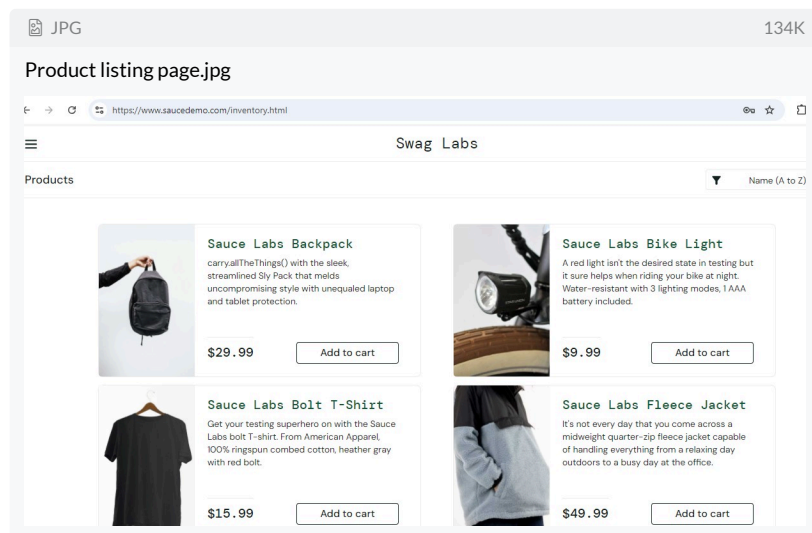 JPG
134K
Product listing page.jpg
https://www.saucedemo.com/inventory.html
Swag Labs
Products
Name (A to Z)
Sauce Labs Backpack
carry.allTheThings() with the sleek,
streamlined Sly Pack that melds
uncompromising style with unequaled laptop
and tablet protection.
$29.99
Add to cart
Sauce Labs Bike Light
A red light isn't the desired state in testing but
it sure helps when riding your bike at night.
Water-resistant with 3 lighting modes, 1 AAA
battery included.
$9.99
Add to cart
Sauce Labs Bolt T-Shirt
Get your testing superhero on with the Sauce
Labs bolt T-shirt. From American Apparel,
100% ringspun combed cotton, heather gray
with red bolt.
$15.99
Add to cart
Sauce Labs Fleece Jacket
It's not every day that you come across a
midweight quarter-zip fleece jacket capable
of handling everything from a relaxing day
outdoors to a busy day at the office.
$49.99
Add to cart